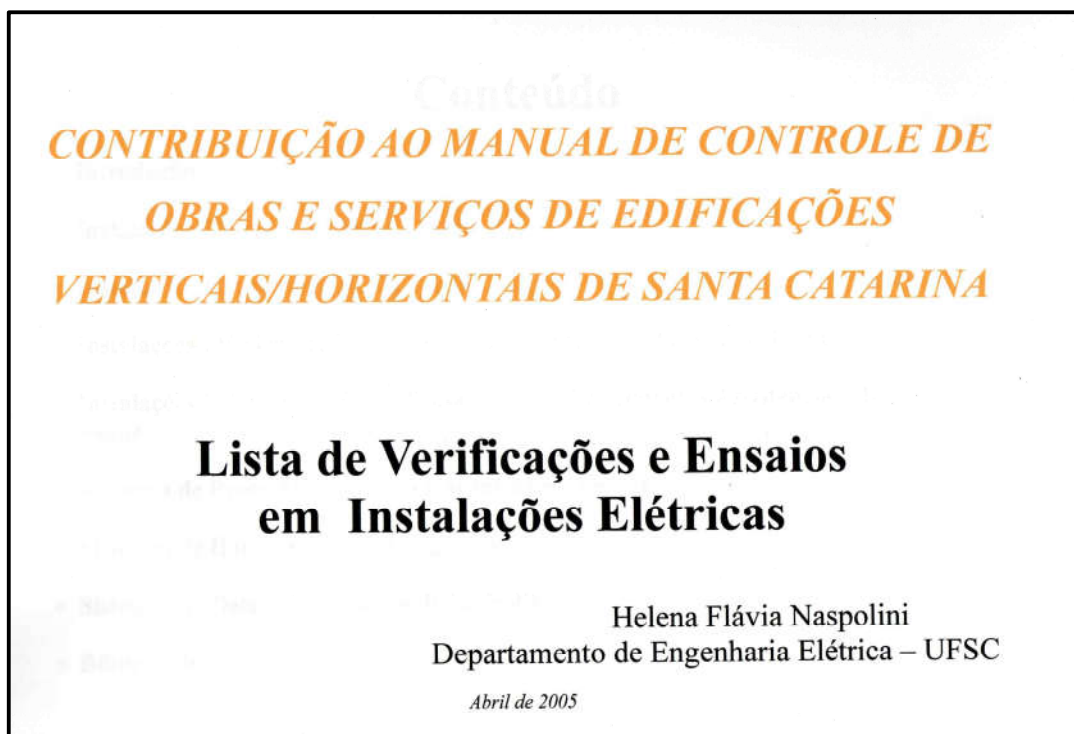 Conteúdo
CONTRIBUIÇÃO AO MANUAL DE CONTROLE DE
OBRAS E SERVIÇOS DE EDIFICAÇÕES
VERTICAIS/HORIZONTAIS DE SANTA CATARINA
Lista de Verificações e Ensaios
em Instalações Elétricas
Helena Flávia Naspolini
Departamento de Engenharia Elétrica – UFSC
Abril de 2005